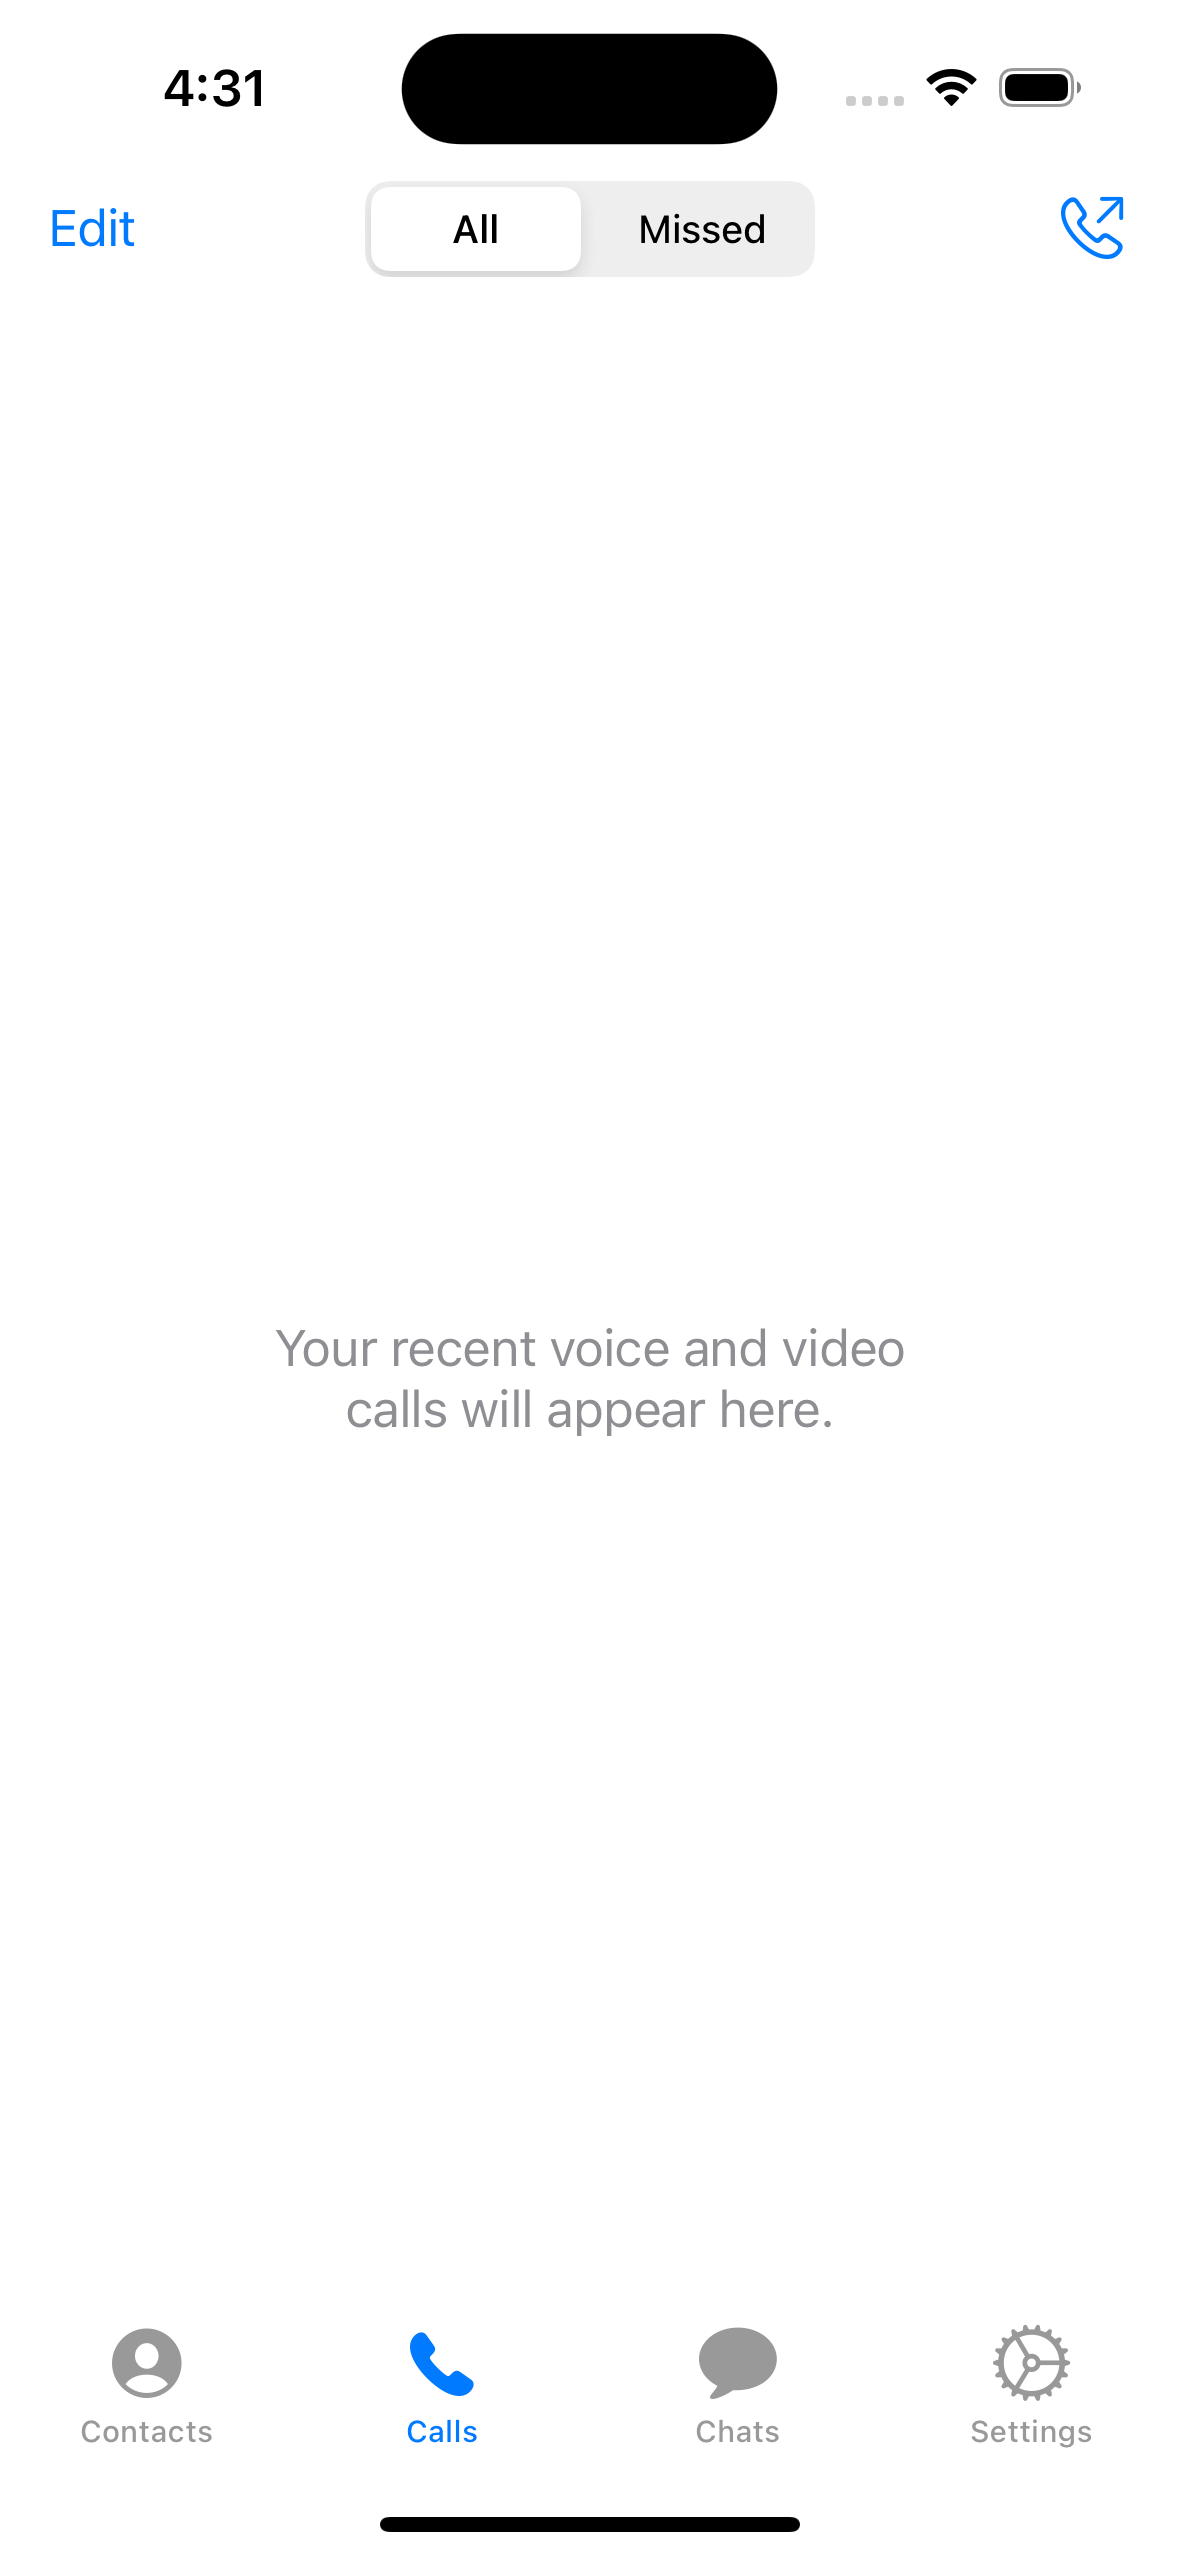 4:31
Edit
All
Missed
Your recent voice and video
calls will appear here.
Contacts
Calls
Chats
Settings